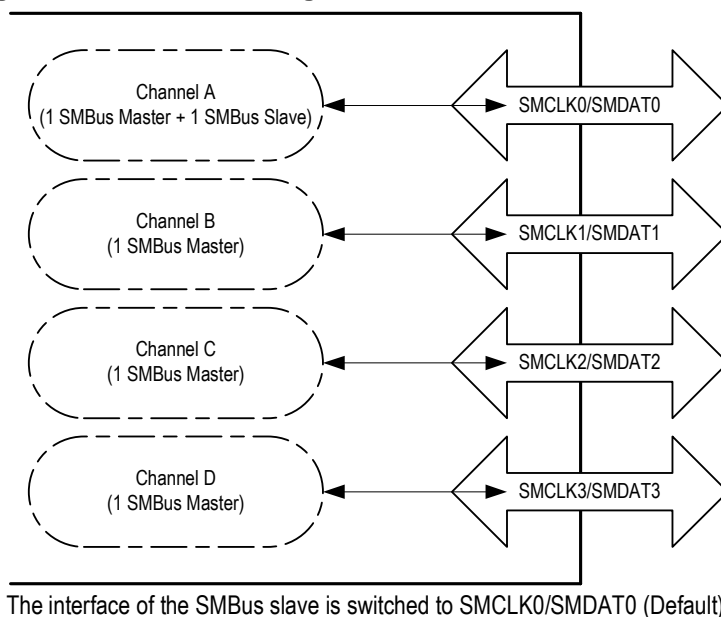 Channel A
(1 SMBus Master + 1 SMBus Slave)
SMCLK0/SMDAT0
Channel B
(1 SMBus Master)
SMCLK1/SMDAT1
Channel C
(1 SMBus Master)
SMCLK2/SMDAT2
Channel D
(1 SMBus Master)
SMCLK3/SMDAT3
The interface of the SMBus slave is switched to SMCLK0/SMDAT0 (Default)